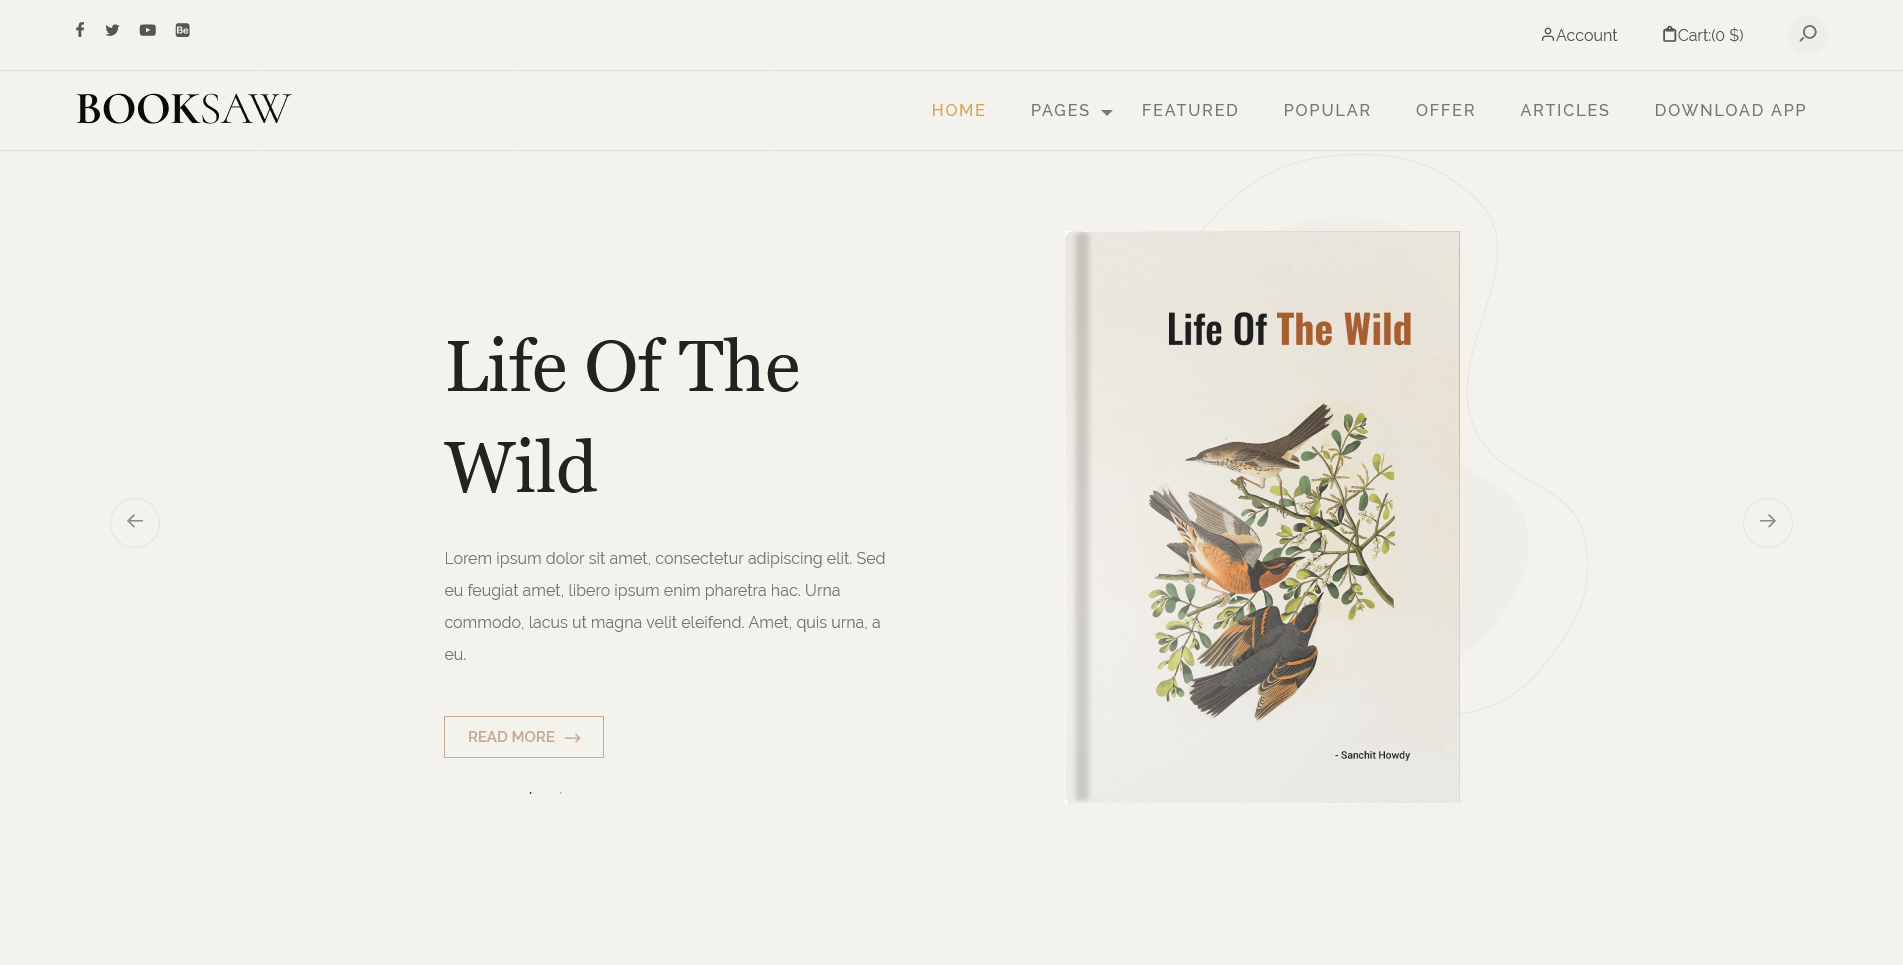 Be
Account
Cart:(0 $)
BOOKSAW
HOME
PAGES
FEATURED
POPULAR
OFFER
ARTICLES
DOWNLOAD APP
Life Of The
Wild
Lorem ipsum dolor sit amet, consectetur adipiscing elit. Sed
eu feugiat amet, libero ipsum enim pharetra hac. Urna
commodo, lacus ut magna velit eleifend. Amet, quis urna, a
eu.
READ MORE
Life Of The Wild
- Sanchit Howdy